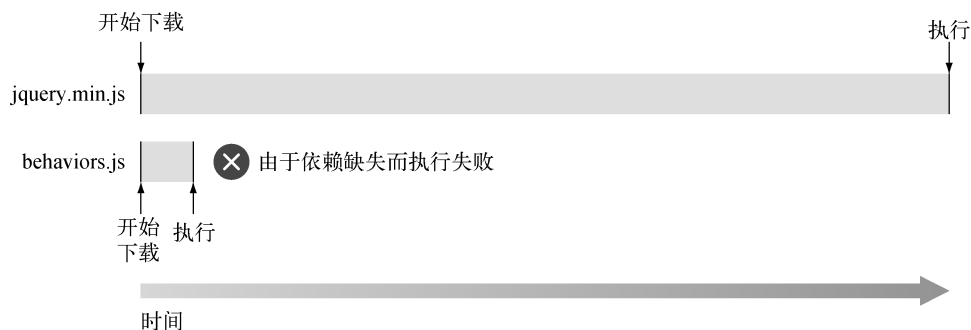 开始下载
执行
jquery.min.js
behaviors.js
由于依赖缺失而执行失败
开始
下载
执行
时间